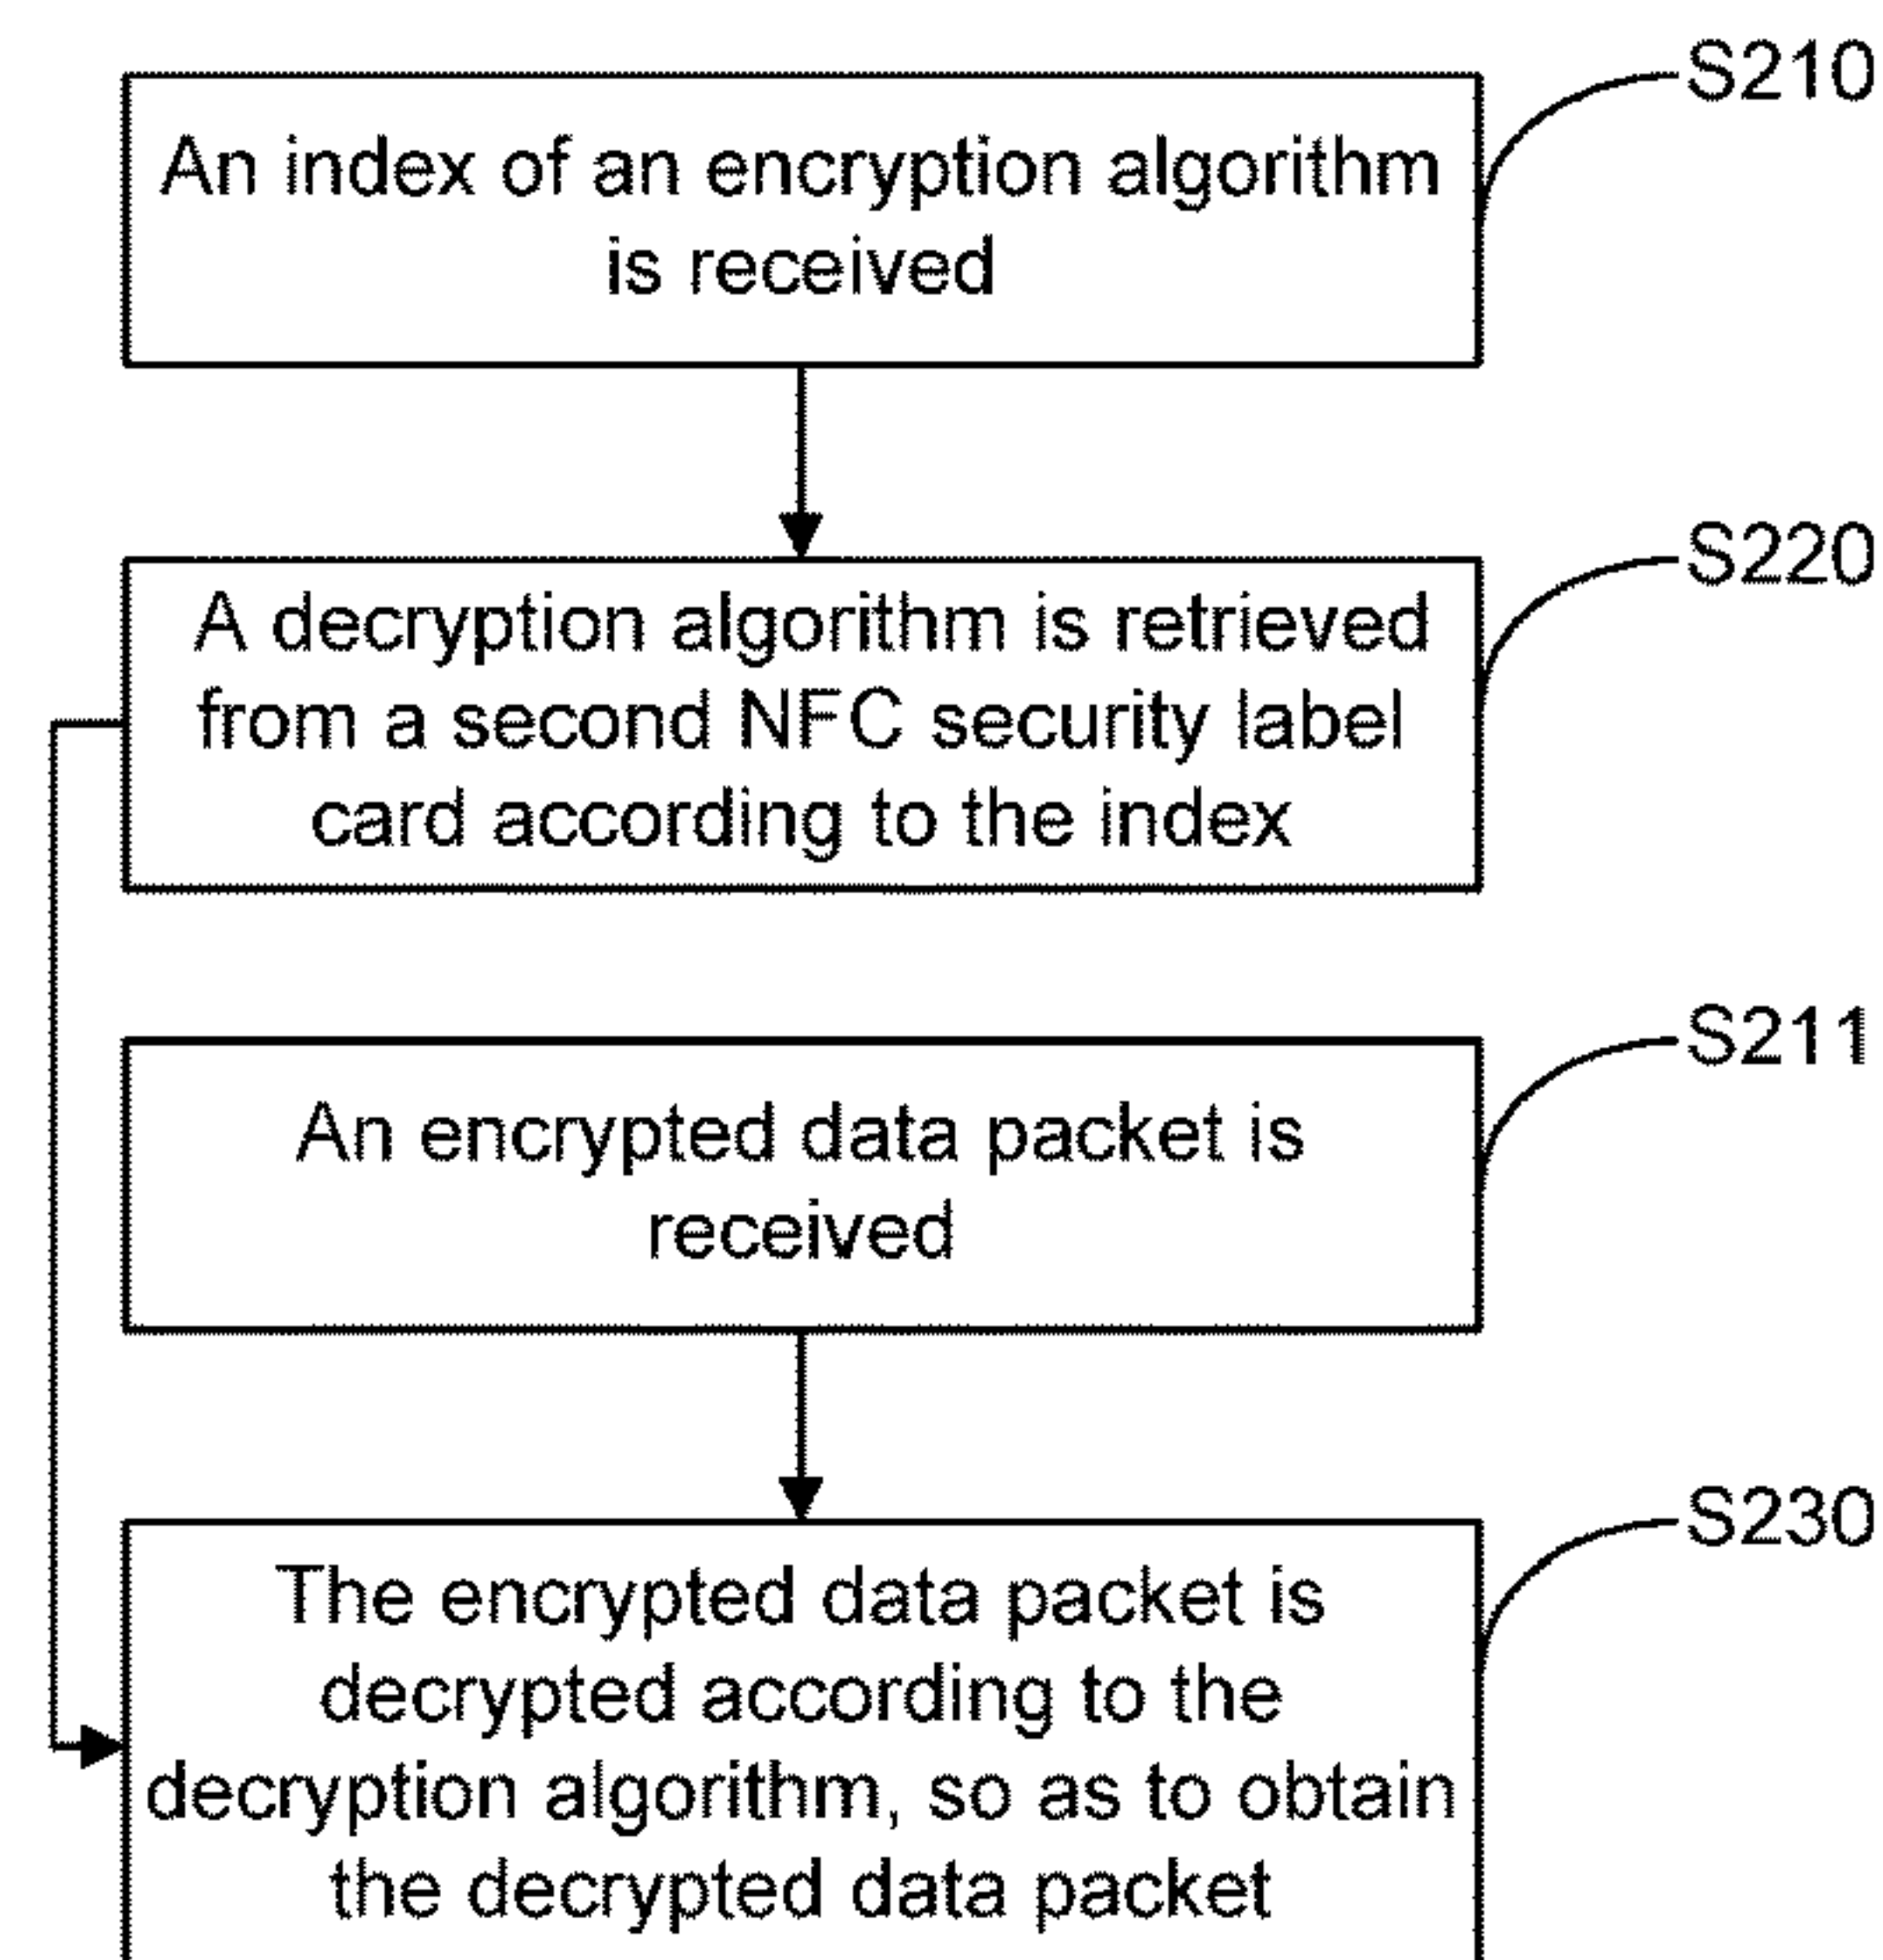 S210
An index of an encryption algorithm
is received
S220
A decryption algorithm is retrieved
from a second NFC security label
card according to the index
S211
An encrypted data packet is
received
S230
The encrypted data packet is
decrypted according to the
decryption algorithm, so as to obtain
the decrypted data packet